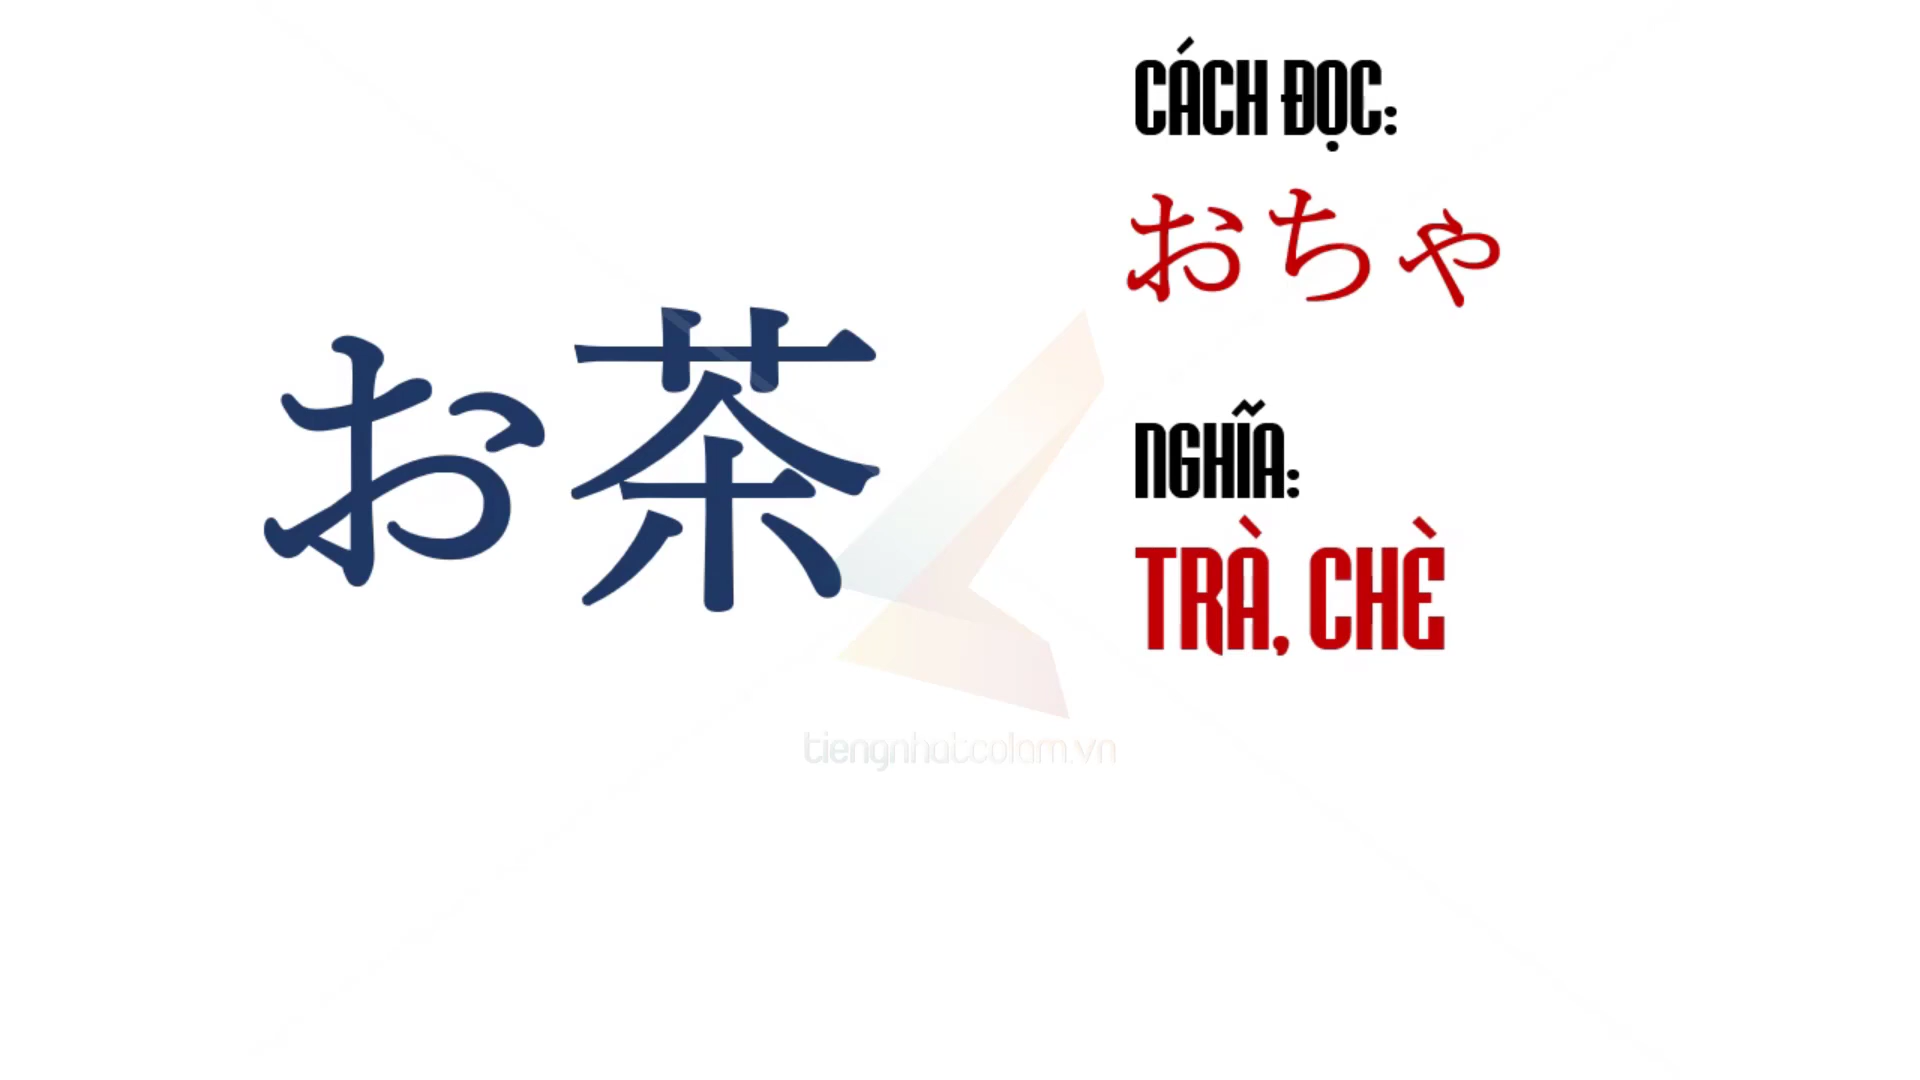 お茶
CÁCH ĐỌC:
おちゃ
NGHĨA:
TRÀ, CHÈ
tiengnhatcolam.vn